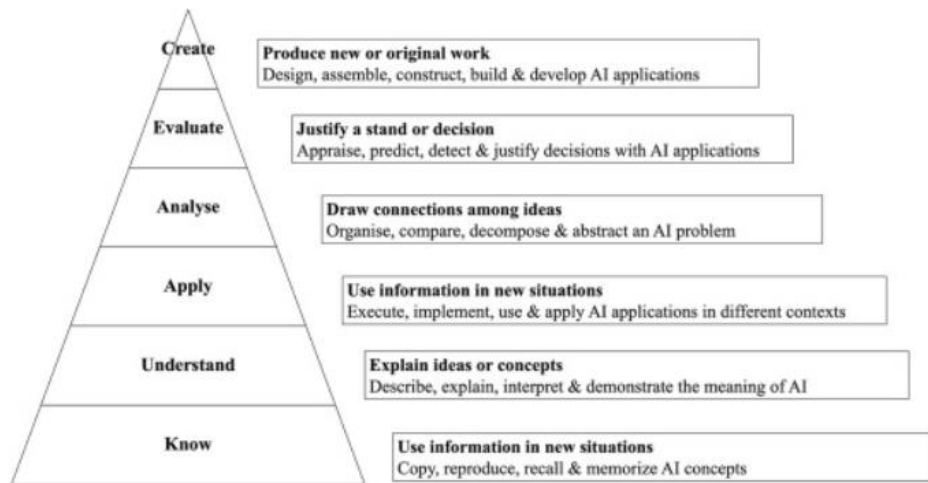 Create
Produce new or original work
Design, assemble, construct, build & develop AI applications
Evaluate
Justify a stand or decision
Appraise, predict, detect & justify decisions with AI applications
Analyse
Draw connections among ideas
Organise, compare, decompose & abstract an AI problem
Apply
Use information in new situations
Execute, implement, use & apply AI applications in different contexts
Understand
Explain ideas or concepts
Describe, explain, interpret & demonstrate the meaning of AI
Know
Use information in new situations
Copy, reproduce, recall & memorize AI concepts